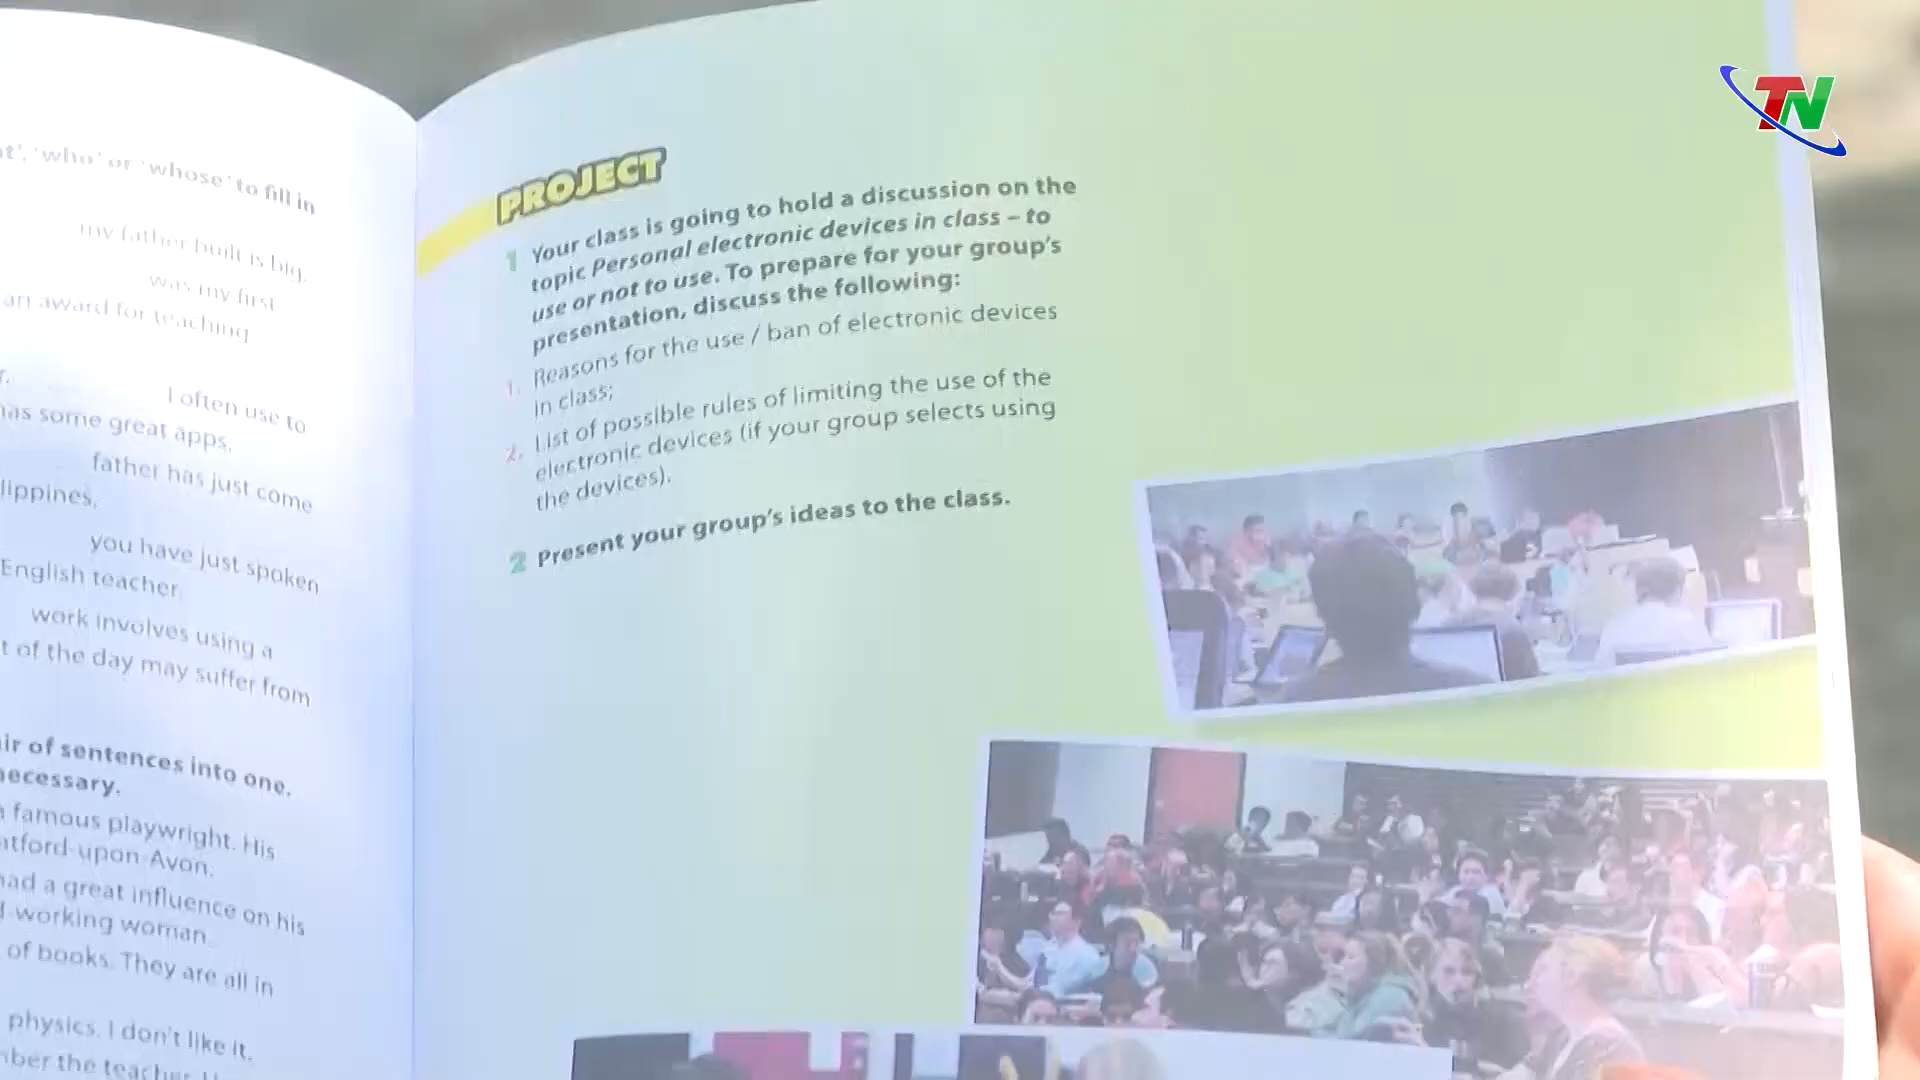 'who' or 'whose' to fill in
my father built is big.
was my first
an award for teaching
I often use to
has some great apps.
father has just come
you have just spoken
English teacher.
work involves using a
of the day may suffer from
of sentences into one,
necessary.
famous playwright. His
atford-upon-Avon.
had a great influence on his
working woman.
of books. They are all in
physics. I don't like it.
the teacher.
PROJECT
1 Your class is going to hold a discussion on the
topic Personal electronic devices in class – to
use or not to use. To prepare for your group's
presentation, discuss the following:
1. Reasons for the use / ban of electronic devices
in class;
2. List of possible rules of limiting the use of the
electronic devices (if your group selects using
the devices).
2 Present your group's ideas to the class.
TN